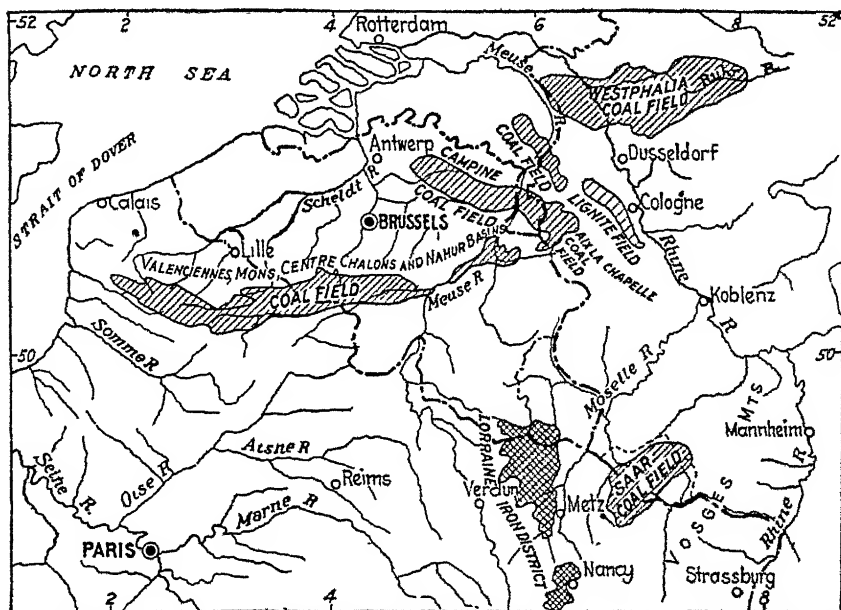 52 2 4 6 8 52
Rotterdam
NORTH SEA
Meuse R
WESTPHALIA
COAL FIELD
Ruhr R
STRAIT OF DOVER
Antwerp
CAMPINE
COAL FIELD
COAL FIELD
Dusseldorf
Calais
Scheldt R
BRUSSELS
Cologne
LIGNITE FIELD
AIX LA CHAPELLE
COAL
FIELD
Lille
VALENCIENNES, MONS, CENTRE CHALONS AND NAMUR BASINS
COAL FIELD
Meuse R
Rhine R
Koblenz
50 50
Somme R
Moselle R
MTS
Mannheim
LORRAINE
IRON DISTRICT
Aisne R
Oise R
Seine R.
Reims
Verdun
Metz
SAAR
COAL FIELD
VOSGES
Rhine R
Marne R
PARIS
Nancy
Strassburg
2 4 8